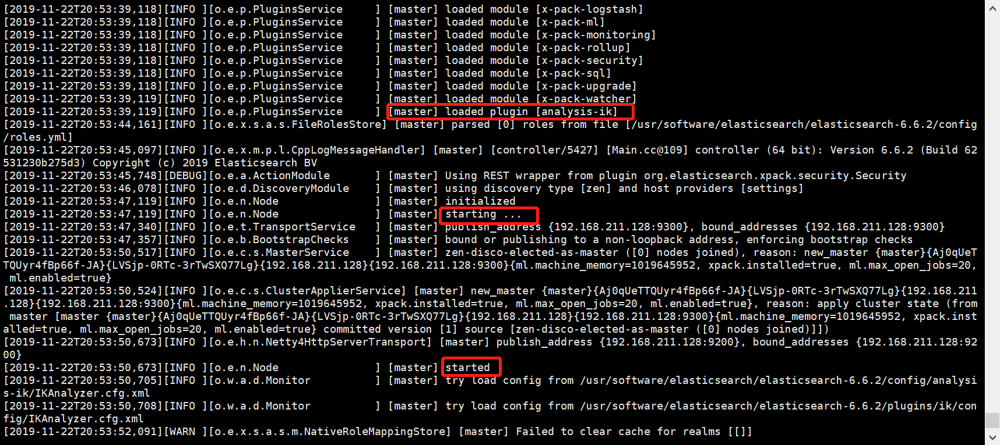 [2019-11-22T20:53:39,118][INFO ][o.e.p.PluginsService     ] [master] loaded module [x-pack-logstash]
[2019-11-22T20:53:39,118][INFO ][o.e.p.PluginsService     ] [master] loaded module [x-pack-ml]
[2019-11-22T20:53:39,118][INFO ][o.e.p.PluginsService     ] [master] loaded module [x-pack-monitoring]
[2019-11-22T20:53:39,118][INFO ][o.e.p.PluginsService     ] [master] loaded module [x-pack-rollup]
[2019-11-22T20:53:39,118][INFO ][o.e.p.PluginsService     ] [master] loaded module [x-pack-security]
[2019-11-22T20:53:39,118][INFO ][o.e.p.PluginsService     ] [master] loaded module [x-pack-sql]
[2019-11-22T20:53:39,118][INFO ][o.e.p.PluginsService     ] [master] loaded module [x-pack-upgrade]
[2019-11-22T20:53:39,119][INFO ][o.e.p.PluginsService     ] [master] loaded module [x-pack-watcher]
[2019-11-22T20:53:39,119][INFO ][o.e.p.PluginsService     ] [master] loaded plugin [analysis-ik]
[2019-11-22T20:53:44,161][INFO ][o.e.x.s.a.s.FileRolesStore] [master] parsed [0] roles from file [/usr/software/elasticsearch/elasticsearch-6.6.2/config
/roles.yml]
[2019-11-22T20:53:45,097][INFO ][o.e.x.m.p.l.CppLogMessageHandler] [master] [controller/5427] [Main.cc@109] controller (64 bit): Version 6.6.2 (Build 62
531230b275d3) Copyright (c) 2019 Elasticsearch BV
[2019-11-22T20:53:45,748][DEBUG][o.e.a.ActionModule       ] [master] Using REST wrapper from plugin org.elasticsearch.xpack.security.Security
[2019-11-22T20:53:46,078][INFO ][o.e.d.DiscoveryModule    ] [master] using discovery type [zen] and host providers [settings]
[2019-11-22T20:53:47,119][INFO ][o.e.n.Node               ] [master] initialized
[2019-11-22T20:53:47,119][INFO ][o.e.n.Node               ] [master] starting ...
[2019-11-22T20:53:47,340][INFO ][o.e.t.TransportService   ] [master] publish_address {192.168.211.128:9300}, bound_addresses {192.168.211.128:9300}
[2019-11-22T20:53:47,357][INFO ][o.e.b.BootstrapChecks    ] [master] bound or publishing to a non-loopback address, enforcing bootstrap checks
[2019-11-22T20:53:50,517][INFO ][o.e.c.s.MasterService    ] [master] zen-disco-elected-as-master ([0] nodes joined), reason: new_master {master}{Aj0qUeT
TQUyr4fBp66f-JA}{LVSjp-0RTc-3rTwSXQ77Lg}{192.168.211.128}{192.168.211.128:9300}{ml.machine_memory=1019645952, xpack.installed=true, ml.max_open_jobs=20,
 ml.enabled=true}
[2019-11-22T20:53:50,524][INFO ][o.e.c.s.ClusterApplierService] [master] new_master {master}{Aj0qUeTTQUyr4fBp66f-JA}{LVSjp-0RTc-3rTwSXQ77Lg}{192.168.211
.128}{192.168.211.128:9300}{ml.machine_memory=1019645952, xpack.installed=true, ml.max_open_jobs=20, ml.enabled=true}, reason: apply cluster state (from
 master [master {master}{Aj0qUeTTQUyr4fBp66f-JA}{LVSjp-0RTc-3rTwSXQ77Lg}{192.168.211.128}{192.168.211.128:9300}{ml.machine_memory=1019645952, xpack.inst
alled=true, ml.max_open_jobs=20, ml.enabled=true} committed version [1] source [zen-disco-elected-as-master ([0] nodes joined)]])
[2019-11-22T20:53:50,673][INFO ][o.e.h.n.Netty4HttpServerTransport] [master] publish_address {192.168.211.128:9200}, bound_addresses {192.168.211.128:92
00}
[2019-11-22T20:53:50,673][INFO ][o.e.n.Node               ] [master] started
[2019-11-22T20:53:50,705][INFO ][o.w.a.d.Monitor          ] [master] try load config from /usr/software/elasticsearch/elasticsearch-6.6.2/config/analysi
s-ik/IKAnalyzer.cfg.xml
[2019-11-22T20:53:50,708][INFO ][o.w.a.d.Monitor          ] [master] try load config from /usr/software/elasticsearch/elasticsearch-6.6.2/plugins/ik/con
fig/IKAnalyzer.cfg.xml
[2019-11-22T20:53:52,091][WARN ][o.e.x.s.a.s.m.NativeRoleMappingStore] [master] Failed to clear cache for realms [[]]